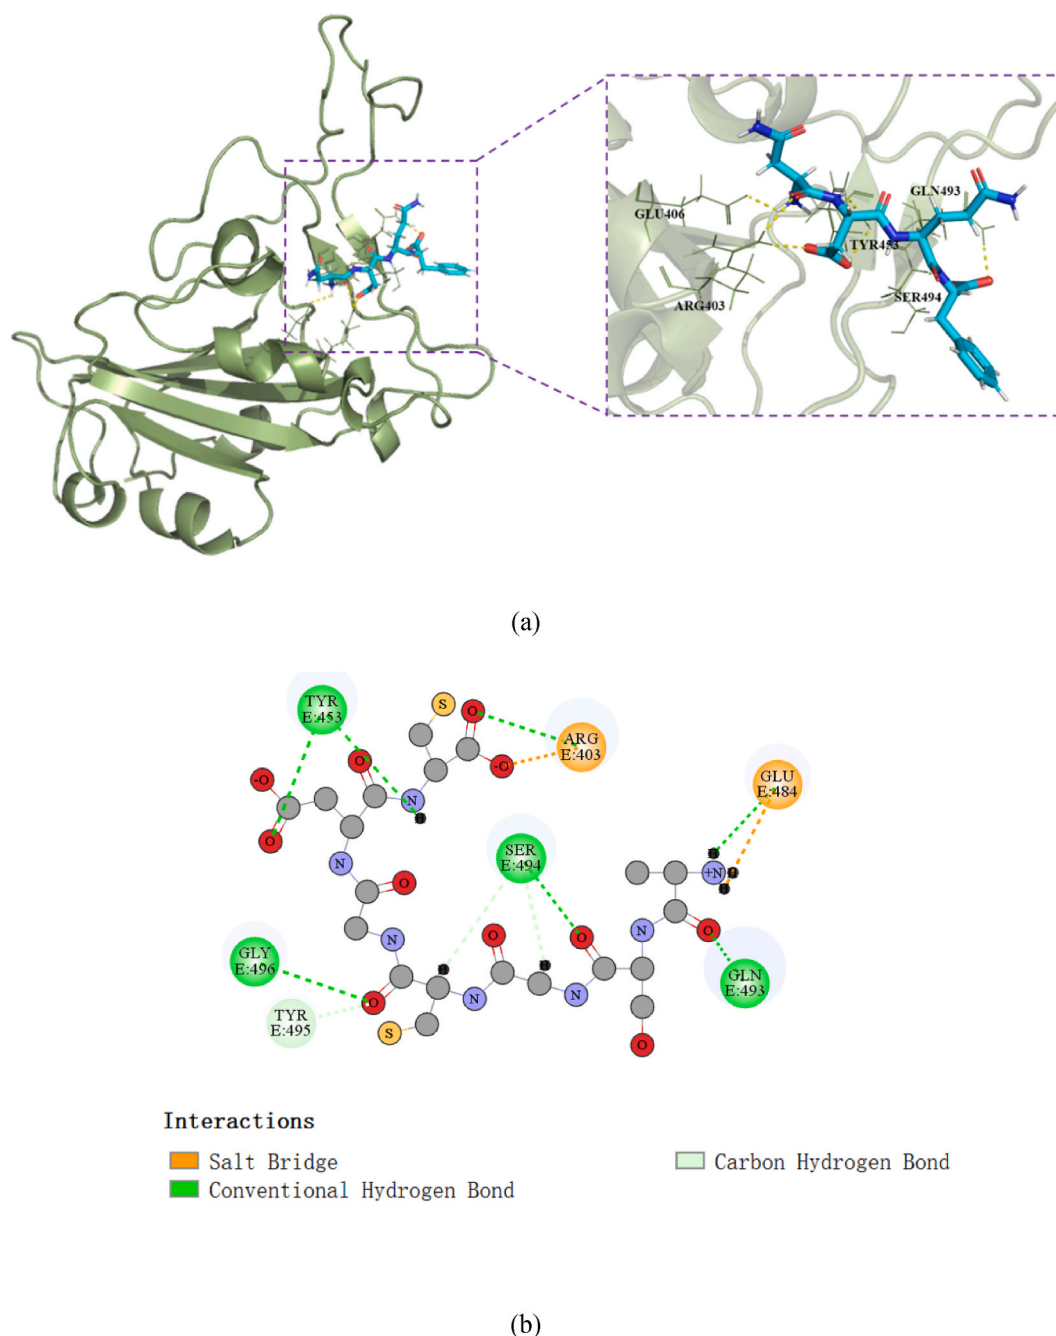 GLN493
GLU406
TYR453
ARG403
SER494
(a)
TYR
E:453
S
O
ARG
E:403
-O
O
-O
N
H
GLU
E:484
O
SER
E:494
H
+N
H
H
N
O
N
O
O
N
O
GLY
E:496
H
H
GLN
E:493
O
N
N
TYR
E:495
S
O
Interactions
Salt Bridge
Carbon Hydrogen Bond
Conventional Hydrogen Bond
(b)